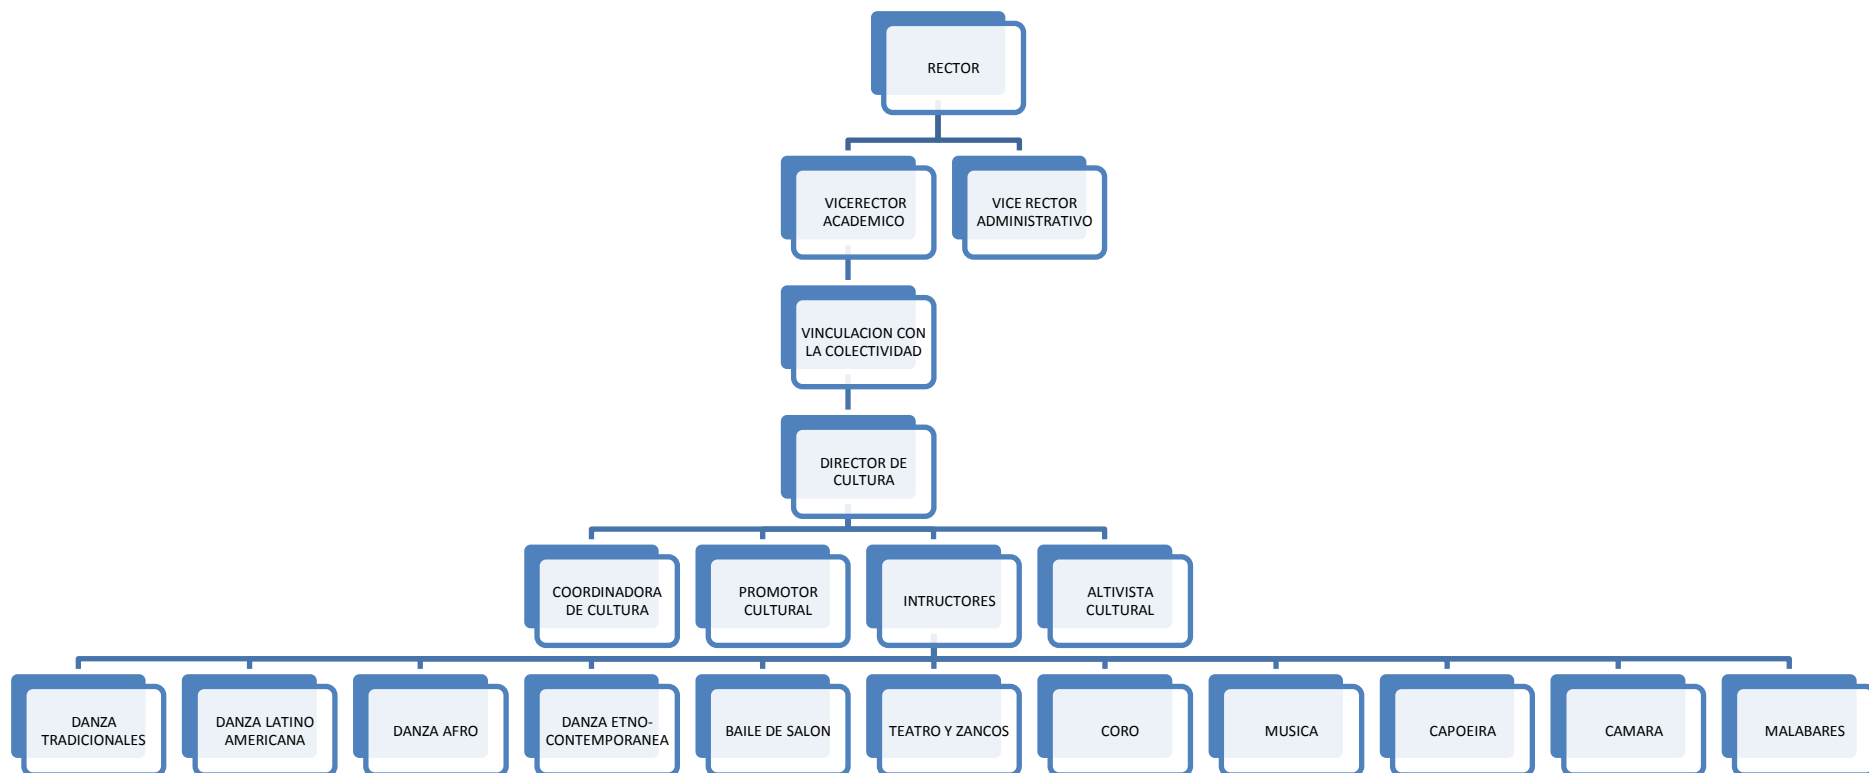 RECTOR
VICERECTOR
ACADEMICO
VICE RECTOR
ADMINISTRATIVO
VINCULACION CON
LA COLECTIVIDAD
DIRECTOR DE
CULTURA
COORDINADORA
DE CULTURA
PROMOTOR
CULTURAL
INTRUCTORES
ALTIVISTA
CULTURAL
DANZA
TRADICIONALES
DANZA LATINO
AMERICANA
DANZA AFRO
DANZA ETNO-
CONTEMPORANEA
BAILE DE SALON
TEATRO Y ZANCOS
CORO
MUSICA
CAPOEIRA
CAMARA
MALABARES